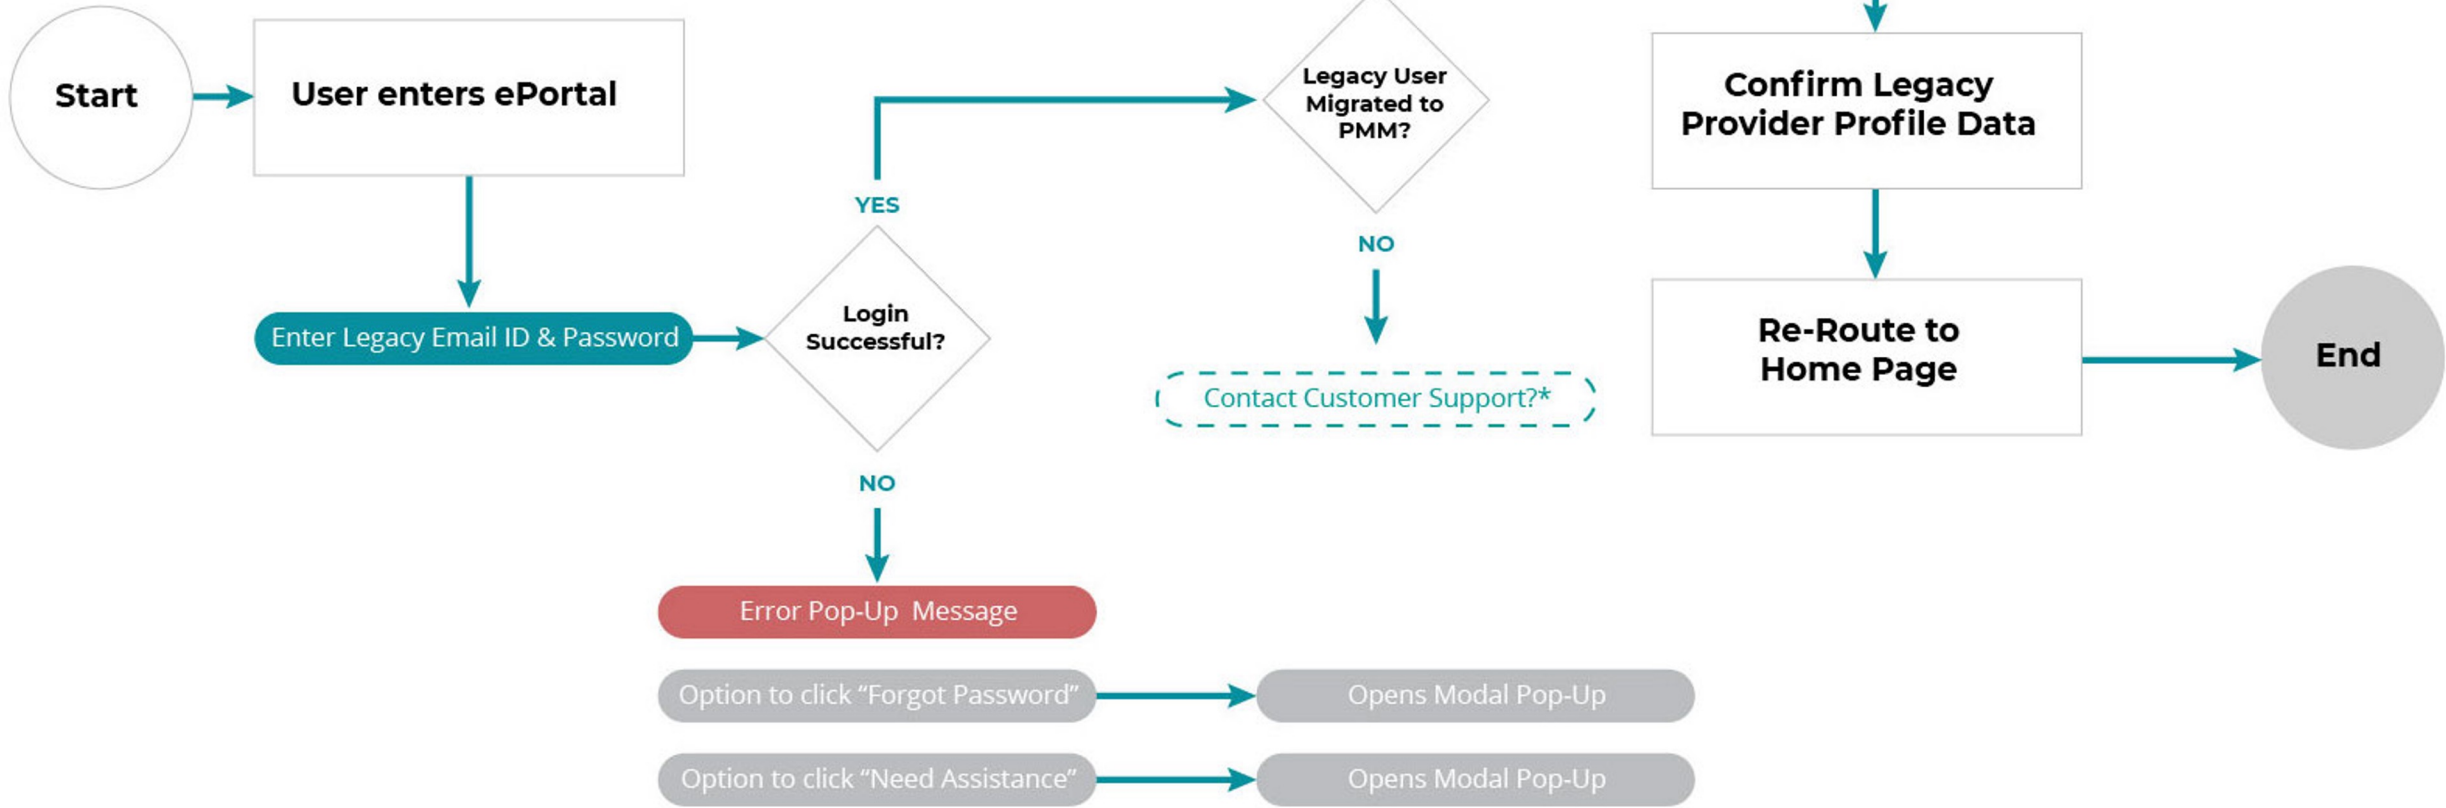 Start
User enters ePortal
Enter Legacy Email ID & Password
YES
Login
Successful?
NO
Error Pop-Up  Message
Option to click “Forgot Password”
Opens Modal Pop-Up
Option to click “Need Assistance”
Opens Modal Pop-Up
Legacy User
Migrated to
PMM?
NO
Contact Customer Support?*
Confirm Legacy
Provider Profile Data
Re-Route to
Home Page
End